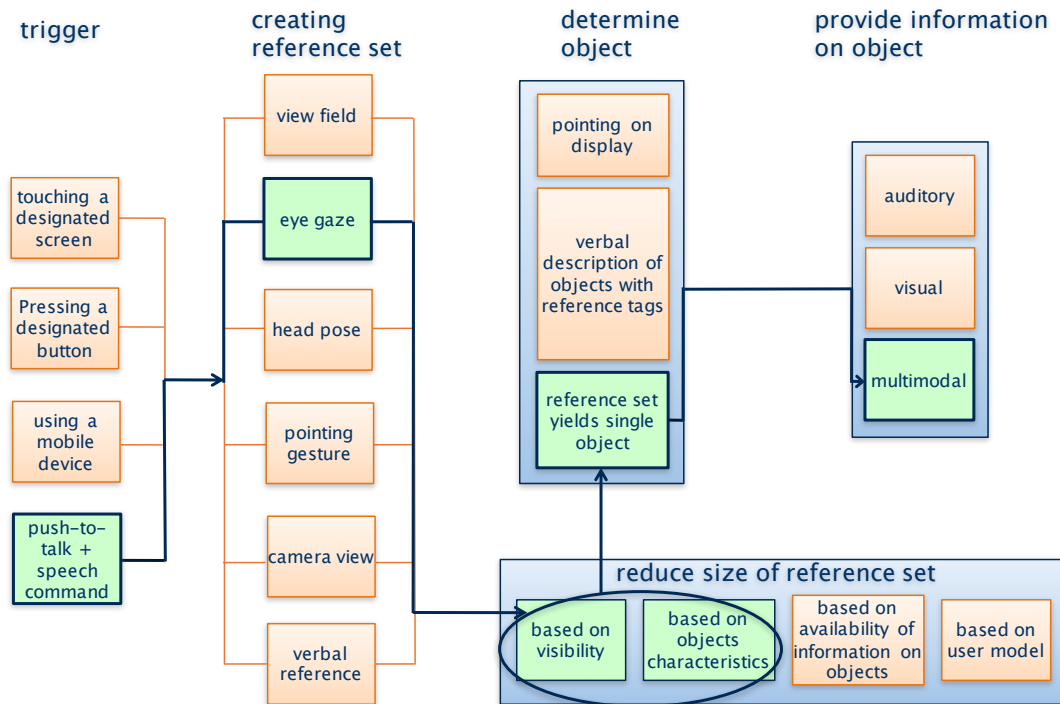 trigger
creating
reference set
determine
object
provide information
on object
touching a
designated
screen
Pressing a
designated
button
using a
mobile
device
push-to-
talk +
speech
command
view field
eye gaze
head pose
pointing
gesture
camera view
verbal
reference
pointing on
display
verbal
description of
objects with
reference tags
reference set
yields single
object
auditory
visual
multimodal
reduce size of reference set
based on
visibility
based on
objects
characteristics
based on
availability of
information on
objects
based on
user model